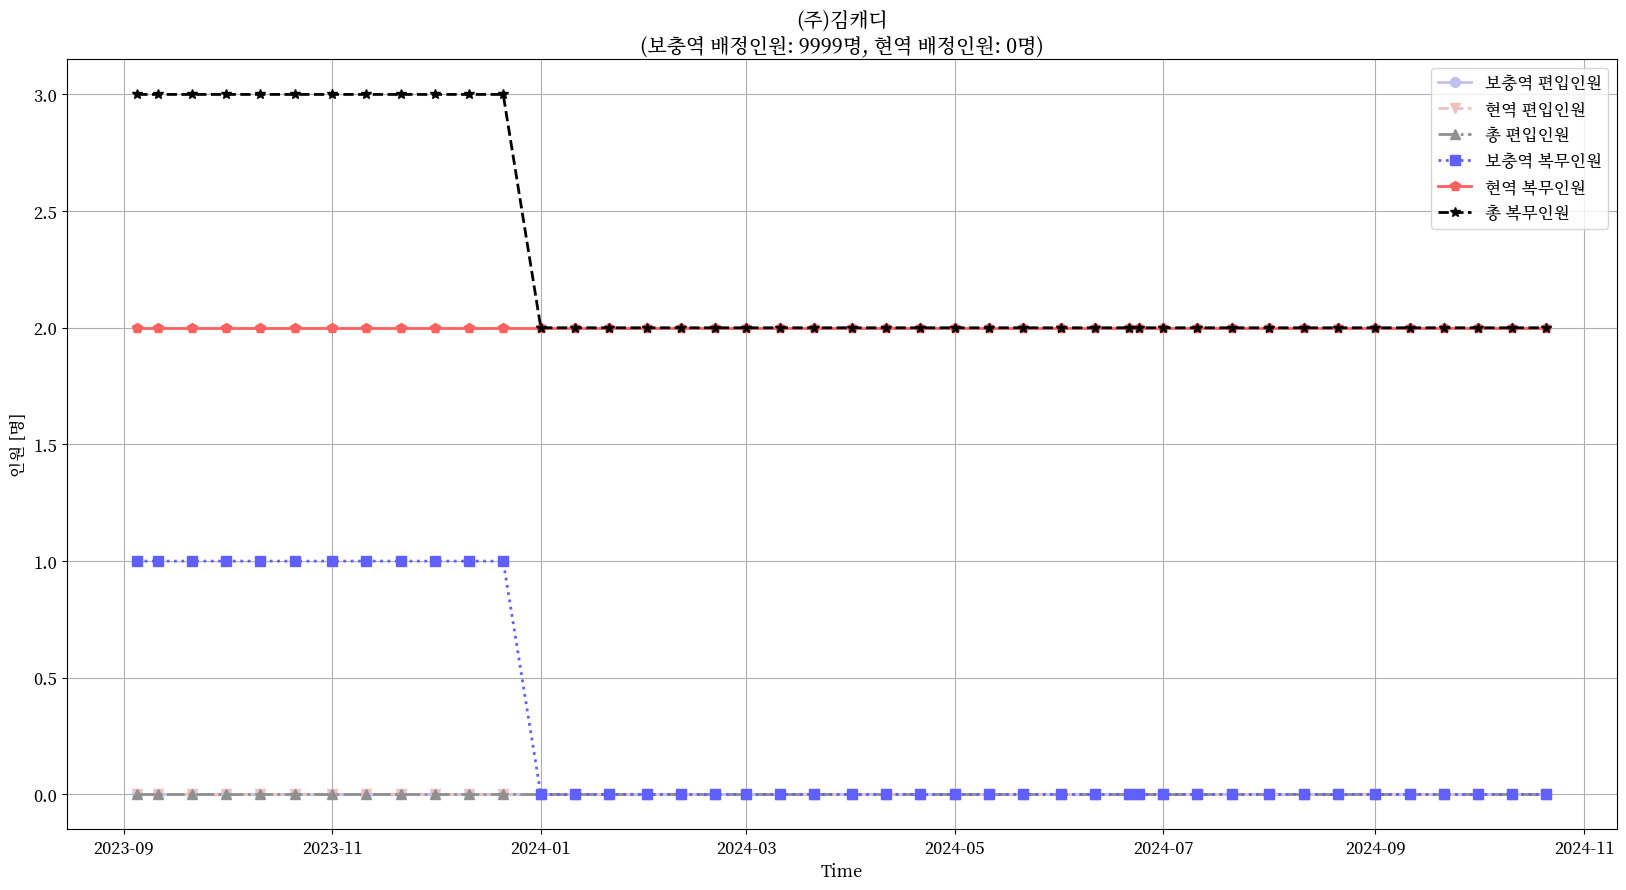 (주)김캐디
(보충역 배정인원: 9999명, 현역 배정인원: 0명)
보충역 편입인원
현역 편입인원
총 편입인원
보충역 복무인원
현역 복무인원
총 복무인원
인원 [명]
3.0
2.5
2.0
1.5
1.0
0.5
0.0
2023-09 2023-11 2024-01 2024-03 2024-05 2024-07 2024-09 2024-11
Time